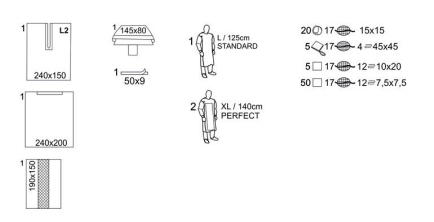 1 L2
240x150
1
240x200
1
190x150
1 145x80
1
50x9
1 L / 125cm
STANDARD
2 XL / 140cm
PERFECT
20 17 15x15
5 17 4=45x45
5 17 12=10x20
50 17 12=7,5x7,5